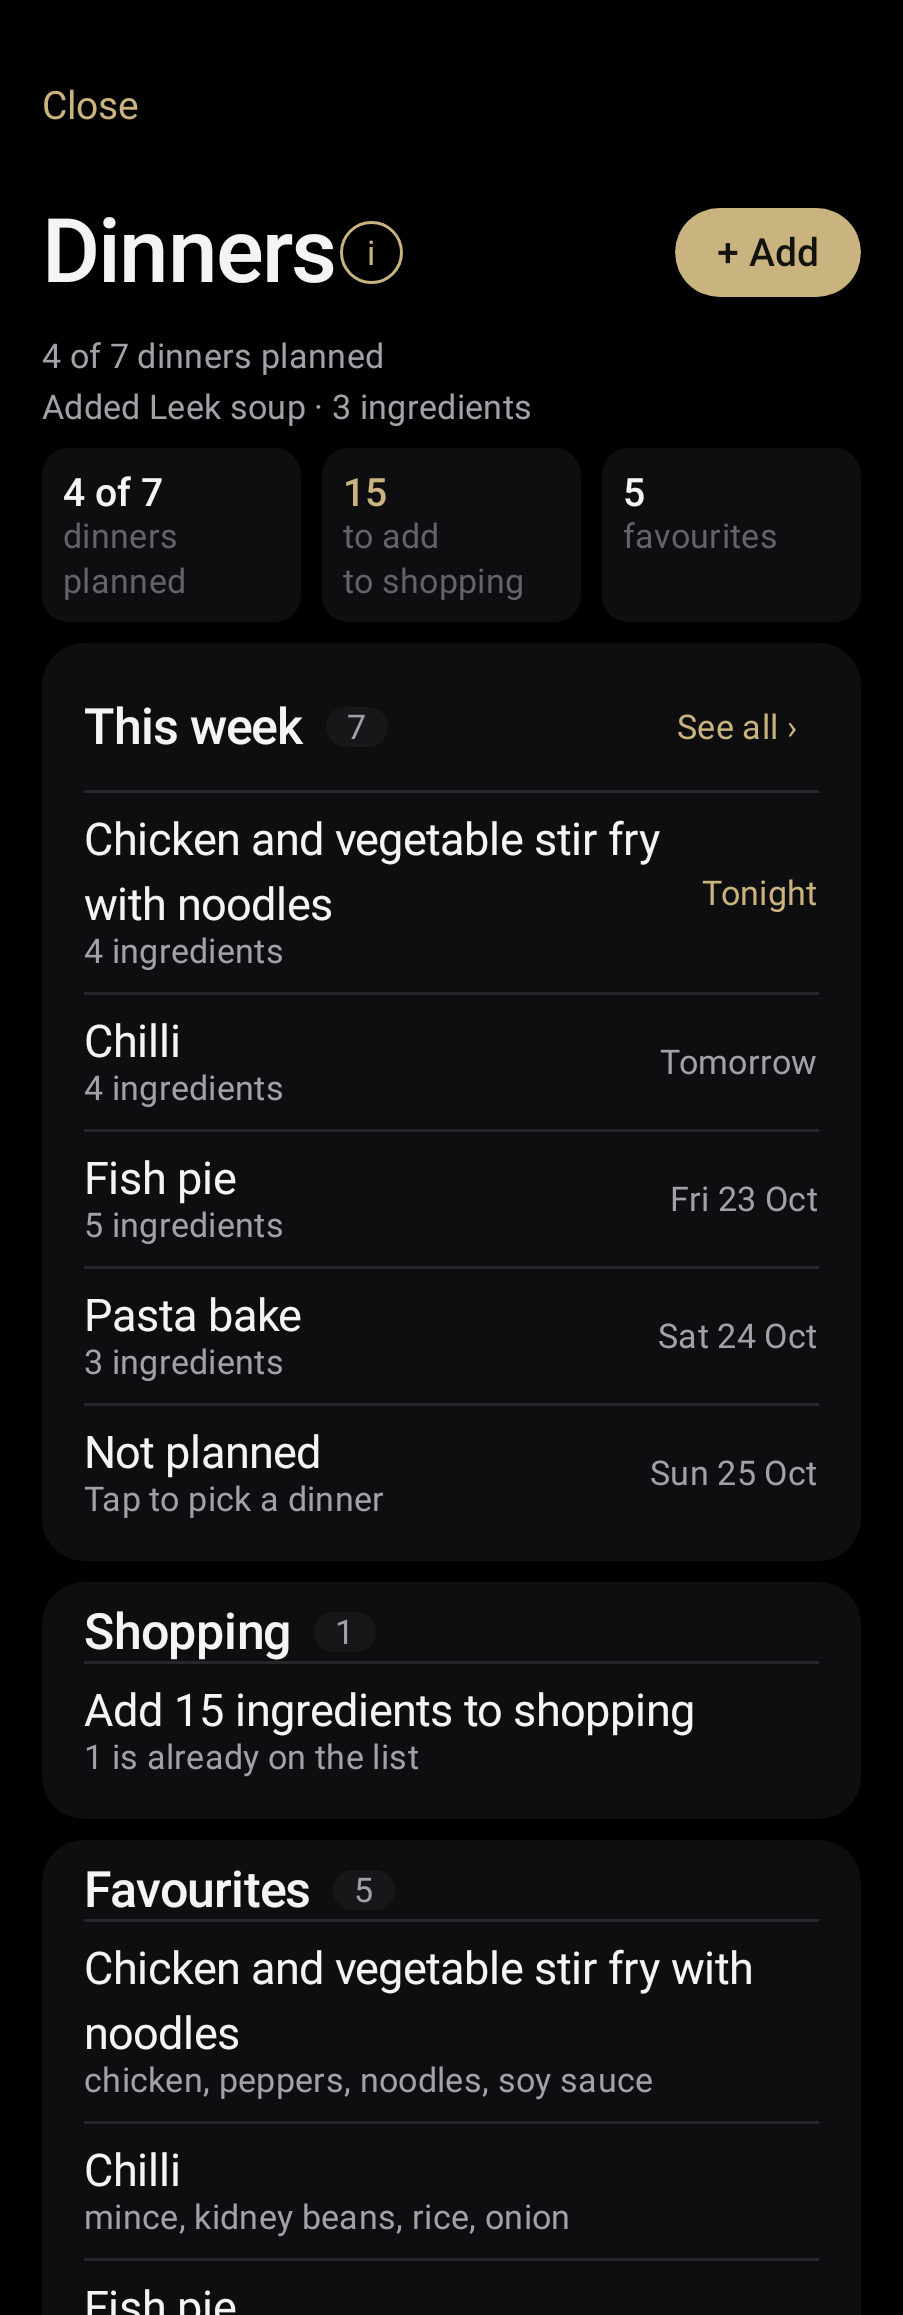 Close
Dinners i
+ Add
4 of 7 dinners planned
Added Leek soup · 3 ingredients
4 of 7
dinners
planned
15
to add
to shopping
5
favourites
This week 7
See all ›
Chicken and vegetable stir fry
with noodles
4 ingredients
Tonight
Chilli
4 ingredients
Tomorrow
Fish pie
5 ingredients
Fri 23 Oct
Pasta bake
3 ingredients
Sat 24 Oct
Not planned
Tap to pick a dinner
Sun 25 Oct
Shopping 1
Add 15 ingredients to shopping
1 is already on the list
Favourites 5
Chicken and vegetable stir fry with
noodles
chicken, peppers, noodles, soy sauce
Chilli
mince, kidney beans, rice, onion
Fish pie